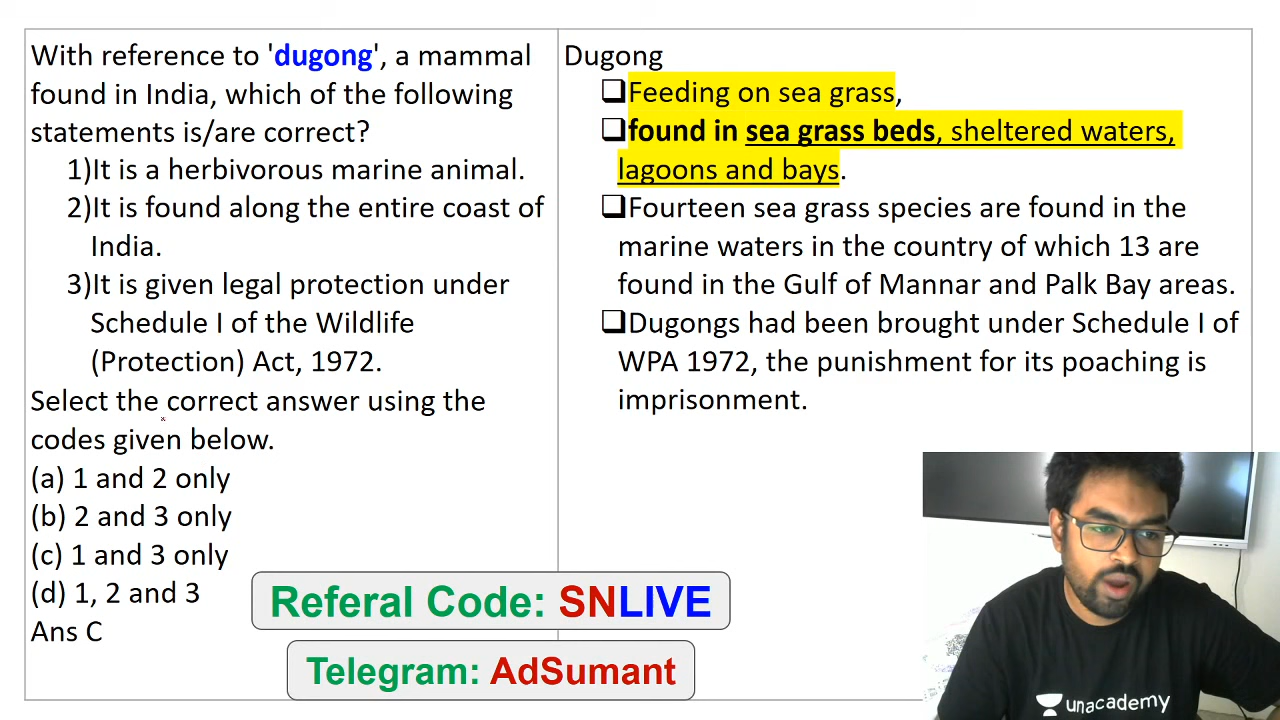 With reference to 'dugong', a mammal
found in India, which of the following
statements is/are correct?
1)It is a herbivorous marine animal.
2)It is found along the entire coast of
India.
3)It is given legal protection under
Schedule I of the Wildlife
(Protection) Act, 1972.
Select the correct answer using the
codes given below.
(a) 1 and 2 only
(b) 2 and 3 only
(c) 1 and 3 only
(d) 1, 2 and 3
Ans C
Dugong
❑Feeding on sea grass,
❑found in sea grass beds, sheltered waters,
lagoons and bays.
❑Fourteen sea grass species are found in the
marine waters in the country of which 13 are
found in the Gulf of Mannar and Palk Bay areas.
❑Dugongs had been brought under Schedule I of
WPA 1972, the punishment for its poaching is
imprisonment.
Referal Code: SNLIVE
Telegram: AdSumant
unacademy